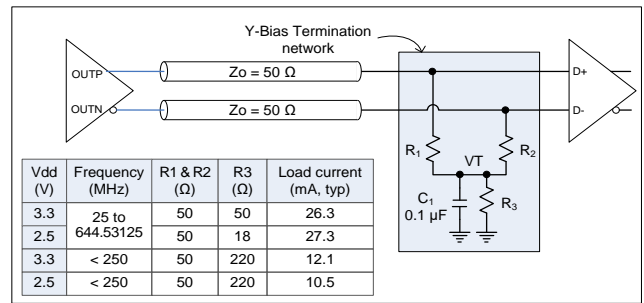 Y-Bias Termination
network
OUTP
Zo = 50 Ω
D+
OUTN
Zo = 50 Ω
D-
R1
VT
R2
C1
0.1 µF
R3
Vdd (V) Frequency (MHz) R1 & R2 (Ω) R3 (Ω) Load current (mA, typ)
3.3 25 to 644.53125 50 50 26.3
2.5 50 18 27.3
3.3 < 250 50 220 12.1
2.5 < 250 50 220 10.5